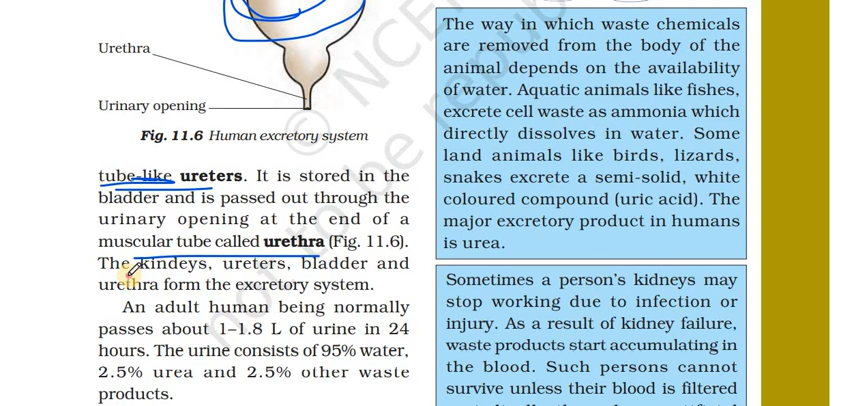 Urethra
Urinary opening
Fig. 11.6 Human excretory system
tube-like ureters. It is stored in the
bladder and is passed out through the
urinary opening at the end of a
muscular tube called urethra (Fig. 11.6).
The kindeys, ureters, bladder and
urethra form the excretory system.
An adult human being normally
passes about 1–1.8 L of urine in 24
hours. The urine consists of 95% water,
2.5% urea and 2.5% other waste
products.
The way in which waste chemicals
are removed from the body of the
animal depends on the availability
of water. Aquatic animals like fishes,
excrete cell waste as ammonia which
directly dissolves in water. Some
land animals like birds, lizards,
snakes excrete a semi-solid, white
coloured compound (uric acid). The
major excretory product in humans
is urea.
Sometimes a person's kidneys may
stop working due to infection or
injury. As a result of kidney failure,
waste products start accumulating in
the blood. Such persons cannot
survive unless their blood is filtered
© NCE
not to be repu